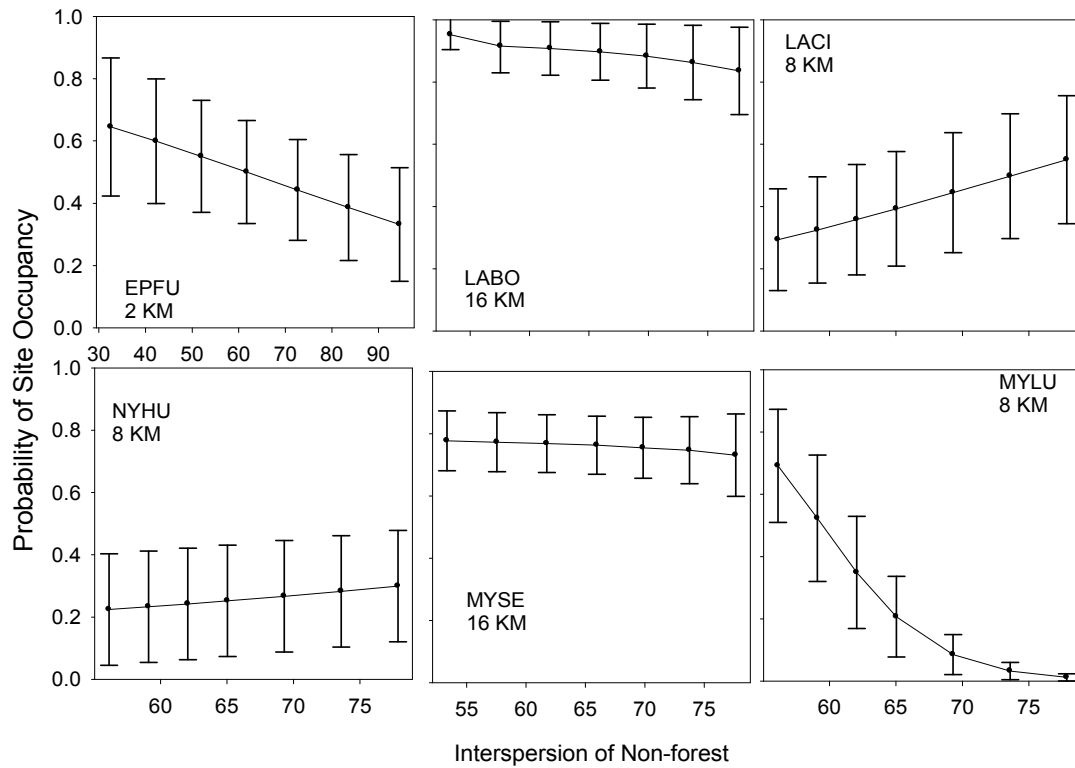 Probability of Site Occupancy
1.0
0.8
0.6
0.4
0.2
0.0
EPFU
2 KM
30 40 50 60 70 80 90
LABO
16 KM
LACI
8 KM
1.0
0.8
0.6
0.4
0.2
0.0
NYHU
8 KM
60 65 70 75
MYSE
16 KM
55 60 65 70 75
MYLU
8 KM
60 65 70 75
Interspersion of Non-forest